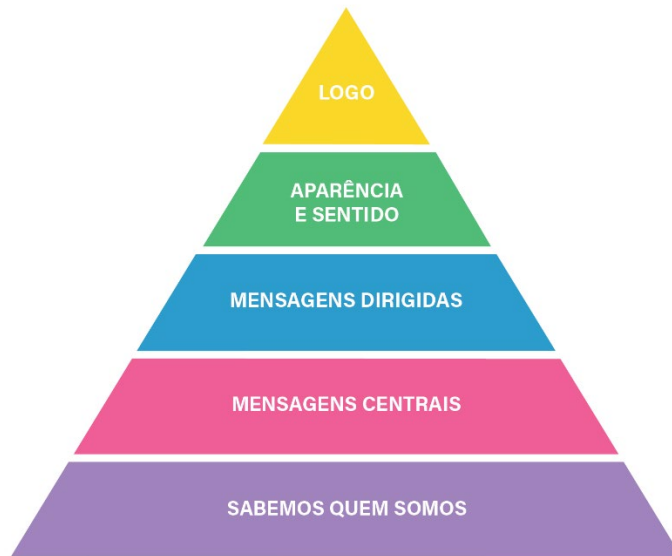 LOGO
APARÊNCIA
E SENTIDO
MENSAGENS DIRIGIDAS
MENSAGENS CENTRAIS
SABEMOS QUEM SOMOS